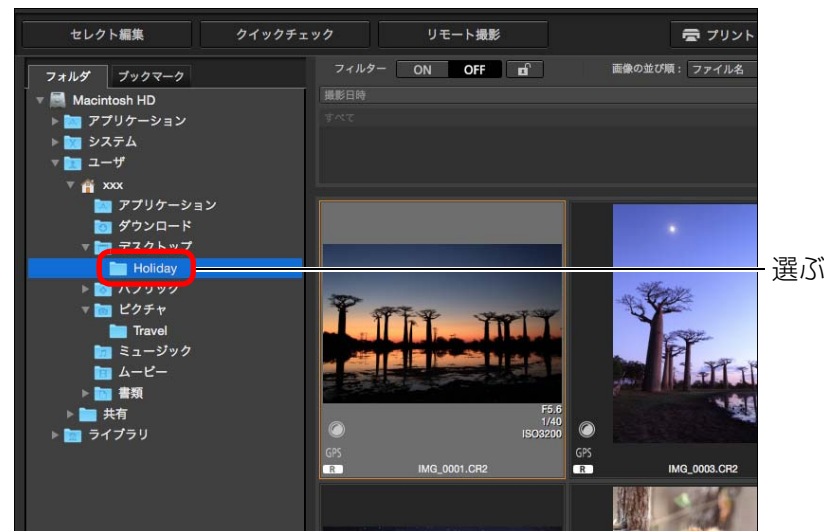 セレクト編集 クイックチェック リモート撮影 プリント
フォルダ ブックマーク フィルター ON OFF 画像の並び順： ファイル名
Macintosh HD
撮影日時
アプリケーション
すべて
システム
ユーザ
xxx
アプリケーション
ダウンロード
デスクトップ
Holiday
選ぶ
パブリック
ピクチャ
Travel
ミュージック
ムービー
書類
共有
ライブラリ
F5.6
1/40
ISO3200
GPS
R IMG_0001.CR2
GPS
R IMG_0003.CR2